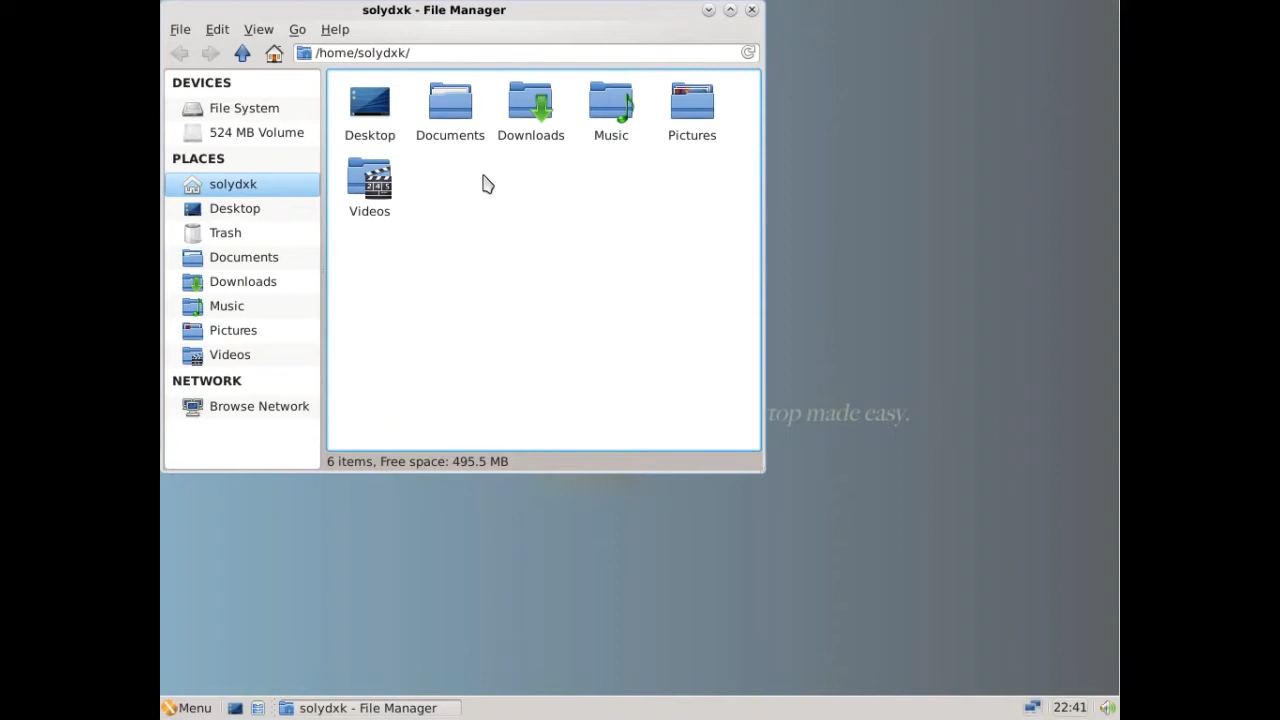 solydxk - File Manager
File Edit View Go Help
/home/solydxk/
DEVICES
File System
524 MB Volume
PLACES
solydxk
Desktop
Trash
Documents
Downloads
Music
Pictures
Videos
NETWORK
Browse Network
Desktop Documents Downloads Music Pictures
Videos
6 items, Free space: 495.5 MB
top made easy.
Menu solydxk - File Manager 22:41